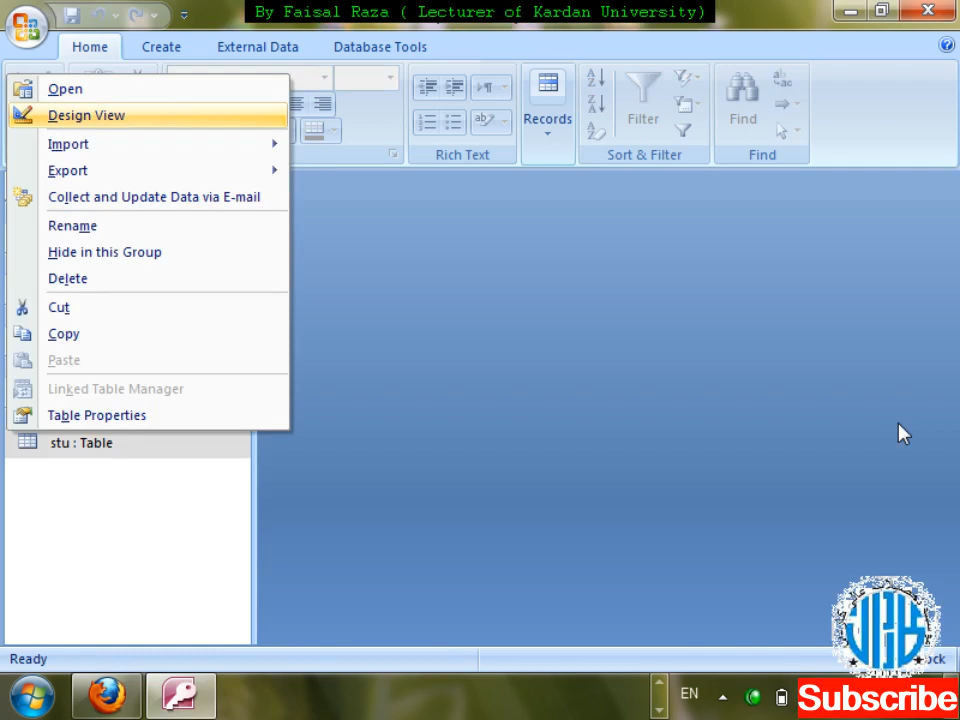 By Faisal Raza ( Lecturer of Kardan University)
Home
Create
External Data
Database Tools
Records
Filter
Find
Rich Text
Sort & Filter
Find
Open
Design View
Import
Export
Collect and Update Data via E-mail
Rename
Hide in this Group
Delete
Cut
Copy
Paste
Linked Table Manager
Table Properties
stu : Table
Ready
EN
Subscribe